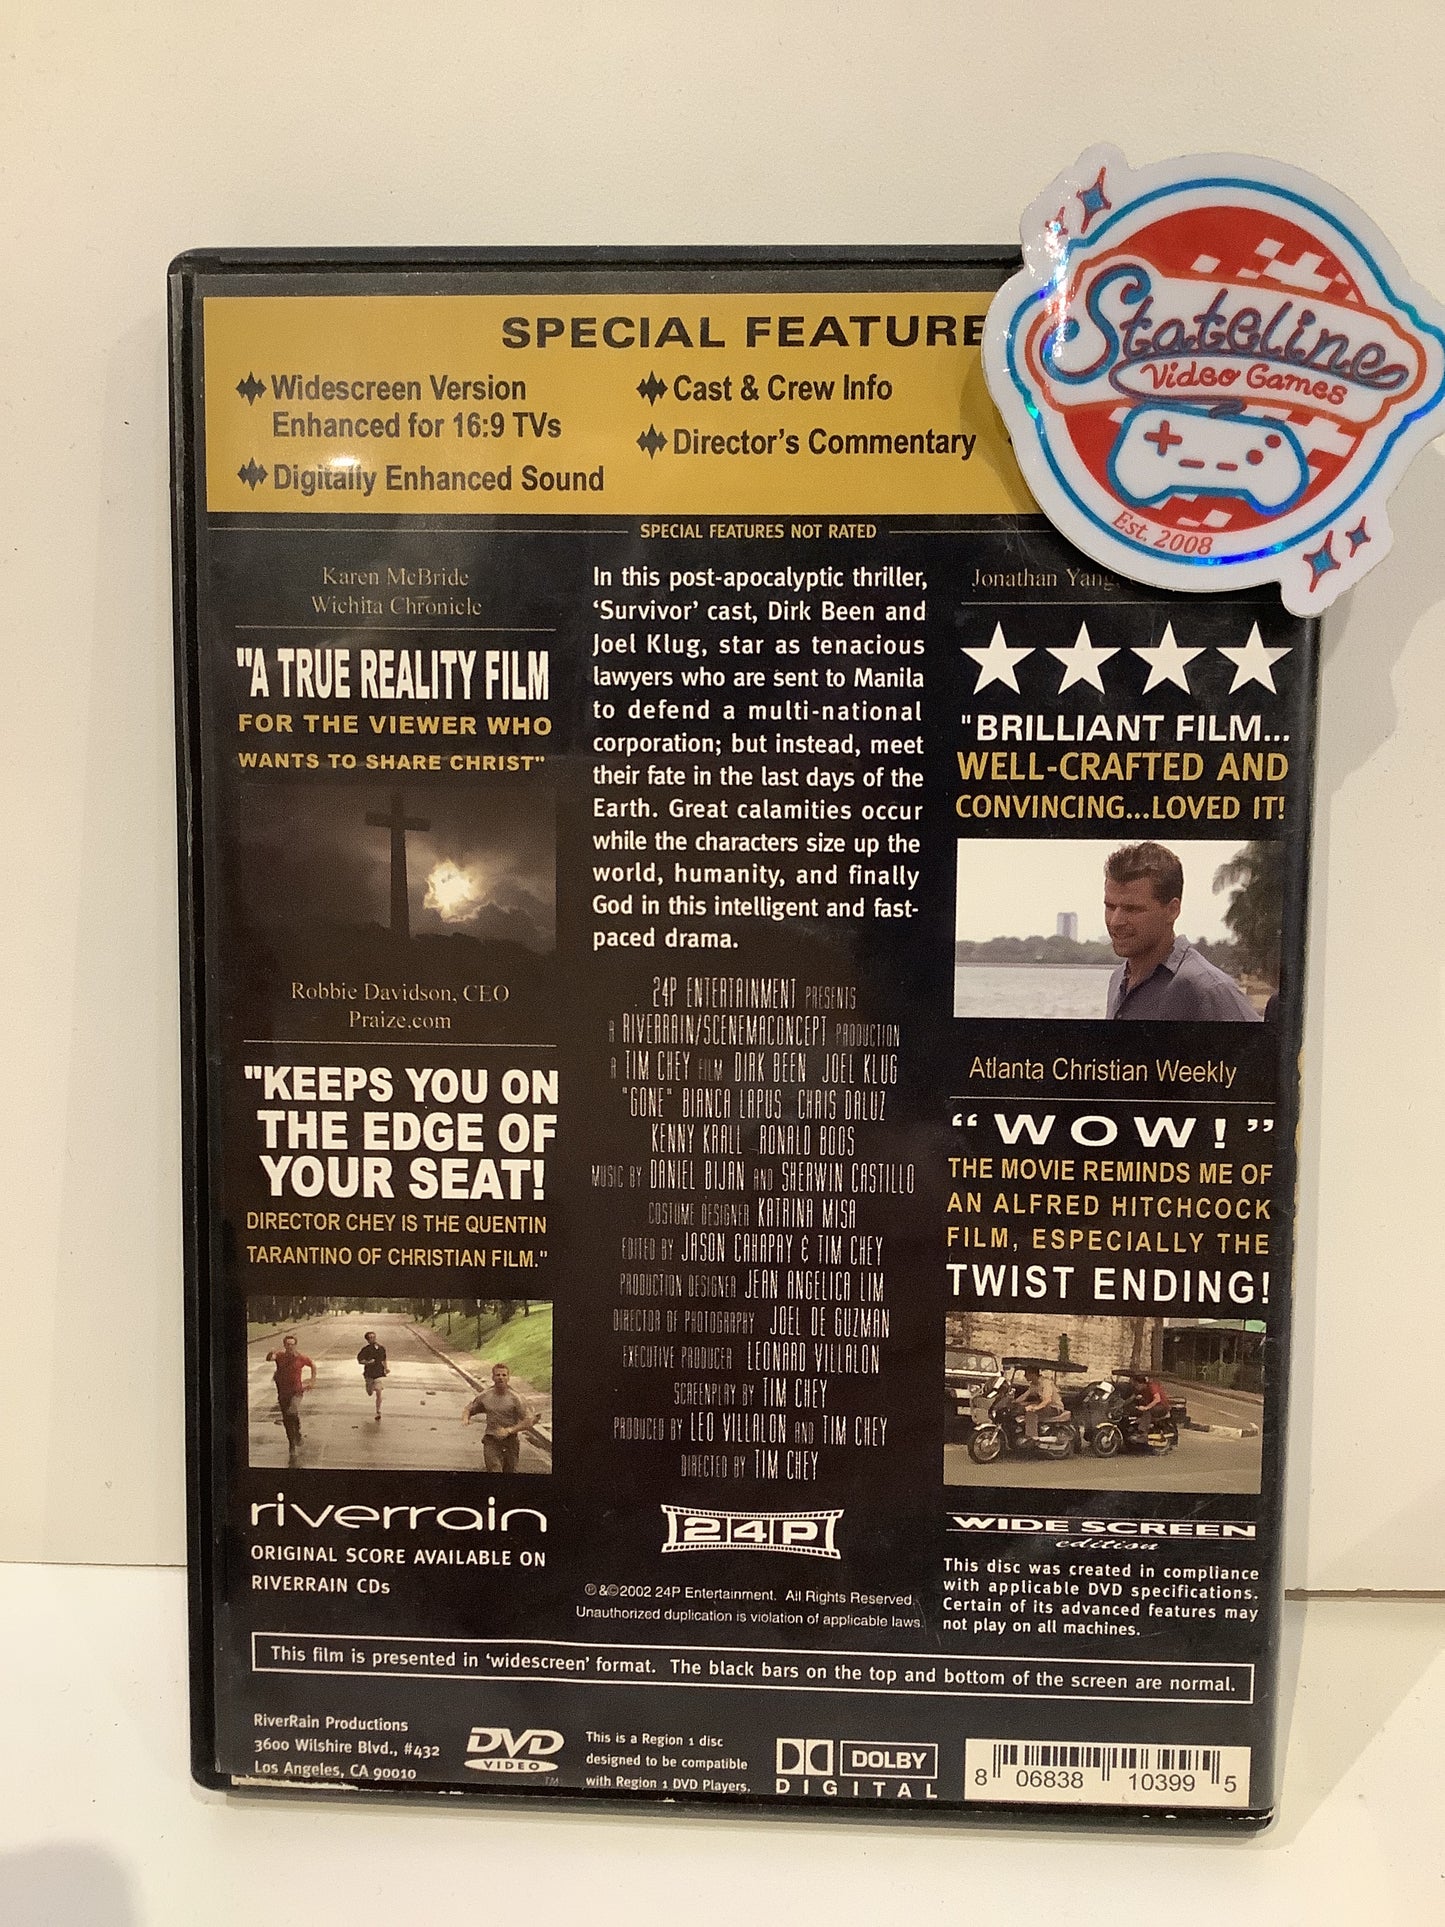 SPECIAL FEATURE
Widescreen Version
Enhanced for 16:9 TVs
Digitally Enhanced Sound
Cast & Crew Info
Director's Commentary
Stateline
Video Games
Est. 2008
SPECIAL FEATURES NOT RATED
Karen McBride
Wichita Chronicle
"A TRUE REALITY FILM
FOR THE VIEWER WHO
WANTS TO SHARE CHRIST"
Robbie Davidson, CEO
Praize.com
"KEEPS YOU ON
THE EDGE OF
YOUR SEAT!
DIRECTOR CHEY IS THE QUENTIN
TARANTINO OF CHRISTIAN FILM."
riverrain
ORIGINAL SCORE AVAILABLE ON
RIVERRAIN CDs
In this post-apocalyptic thriller,
'Survivor' cast, Dirk Been and
Joel Klug, star as tenacious
lawyers who are sent to Manila
to defend a multi-national
corporation; but instead, meet
their fate in the last days of the
Earth. Great calamities occur
while the characters size up the
world, humanity, and finally
God in this intelligent and fast-
paced drama.
24P ENTERTAINMENT PRESENTS
A RIVERRAIN/SCENEMACONCEPT PRODUCTION
A TIM CHEY FILM DIRK BEEN JOEL KLUG
"GONE" BIANCA LAPUS CHRIS DALUZ
KENNY KRALL RONALD BOOS
MUSIC BY DANIEL BIJAN AND SHERWIN CASTILLO
COSTUME DESIGNER KATRINA MISA
EDITED BY JASON CAHAPAY & TIM CHEY
PRODUCTION DESIGNER JEAN ANGELICA LIM
DIRECTOR OF PHOTOGRAPHY JOEL DE GUZMAN
EXECUTIVE PRODUCER LEONARD VILLALON
SCREENPLAY BY TIM CHEY
PRODUCED BY LEO VILLALON AND TIM CHEY
DIRECTED BY TIM CHEY
24P
℗ &© 2002 24P Entertainment. All Rights Reserved.
Unauthorized duplication is violation of applicable laws.
Jonathan Yang,
"BRILLIANT FILM...
WELL-CRAFTED AND
CONVINCING...LOVED IT!
Atlanta Christian Weekly
"WOW!"
THE MOVIE REMINDS ME OF
AN ALFRED HITCHCOCK
FILM, ESPECIALLY THE
TWIST ENDING!
WIDE SCREEN
edition
This disc was created in compliance
with applicable DVD specifications.
Certain of its advanced features may
not play on all machines.
This film is presented in 'widescreen' format. The black bars on the top and bottom of the screen are normal.
RiverRain Productions
3600 Wilshire Blvd., #432
Los Angeles, CA 90010
DVD
VIDEO
TM
This is a Region 1 disc
designed to be compatible
with Region 1 DVD Players.
DOLBY
DIGITAL
8 06838 10399 5